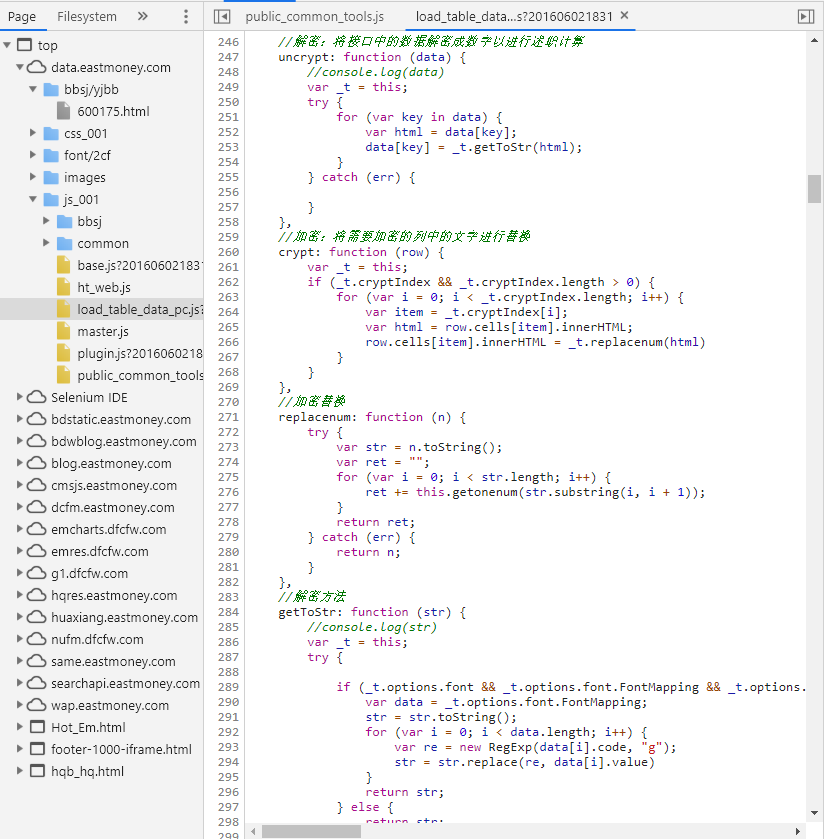 Page
Filesystem
public_common_tools.js
load_table_data…s?201606021831
top
data.eastmoney.com
bbsj/yjbb
600175.html
css_001
font/2cf
images
js_001
bbsj
common
base.js?20160602183
ht_web.js
load_table_data_pc.js?
master.js
plugin.js?2016060218
public_common_tools
Selenium IDE
bdstatic.eastmoney.com
bdwblog.eastmoney.com
blog.eastmoney.com
cmsjs.eastmoney.com
dcfm.eastmoney.com
emcharts.dfcfw.com
emres.dfcfw.com
g1.dfcfw.com
hqres.eastmoney.com
huaxiang.eastmoney.com
nufm.dfcfw.com
same.eastmoney.com
searchapi.eastmoney.com
wap.eastmoney.com
Hot_Em.html
footer-1000-iframe.html
hqb_hq.html
246 //解密：将接口中的数据解密成数字以进行述职计算
247 uncrypt: function (data) {
248 //console.log(data)
249 var _t = this;
250 try {
251 for (var key in data) {
252 var html = data[key];
253 data[key] = _t.getToStr(html);
254 }
255 } catch (err) {
256
257 }
258 },
259 //加密：将需要加密的列中的文字进行替换
260 crypt: function (row) {
261 var _t = this;
262 if (_t.cryptIndex && _t.cryptIndex.length > 0) {
263 for (var i = 0; i < _t.cryptIndex.length; i++) {
264 var item = _t.cryptIndex[i];
265 var html = row.cells[item].innerHTML;
266 row.cells[item].innerHTML = _t.replacenum(html)
267 }
268 }
269 },
270 //加密替换
271 replacenum: function (n) {
272 try {
273 var str = n.toString();
274 var ret = "";
275 for (var i = 0; i < str.length; i++) {
276 ret += this.getonenum(str.substring(i, i + 1));
277 }
278 return ret;
279 } catch (err) {
280 return n;
281 }
282 },
283 //解密方法
284 getToStr: function (str) {
285 //console.log(str)
286 var _t = this;
287 try {
288
289 if (_t.options.font && _t.options.font.FontMapping && _t.options.
290 var data = _t.options.font.FontMapping;
291 str = str.toString();
292 for (var i = 0; i < data.length; i++) {
293 var re = new RegExp(data[i].code, "g");
294 str = str.replace(re, data[i].value)
295 }
296 return str;
297 } else {
298 return str;
299